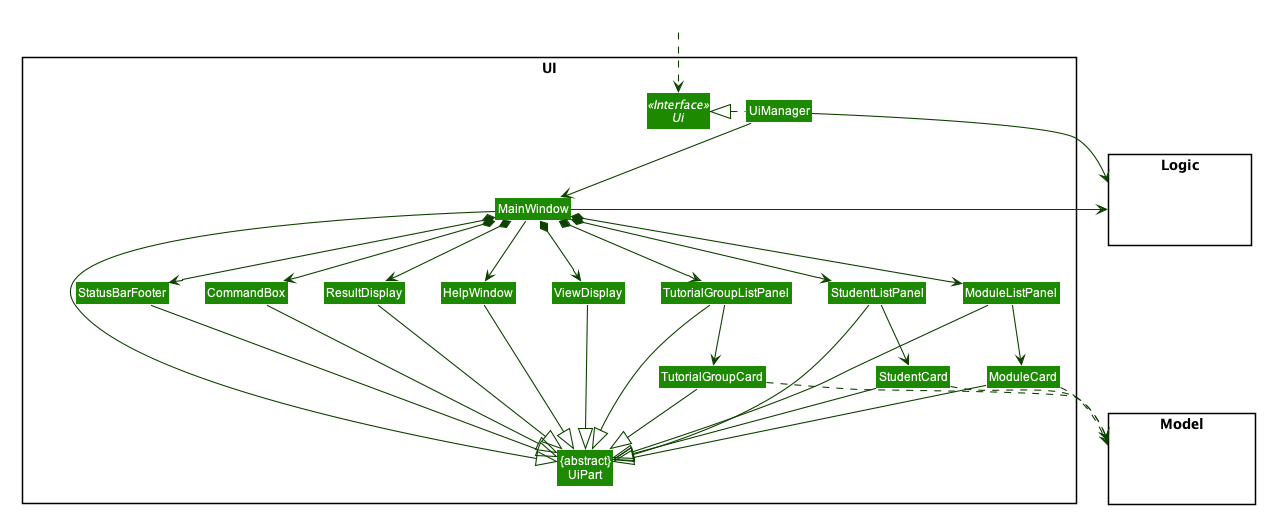 UI
«Interface»
Ui
UiManager
Logic
MainWindow
StatusBarFooter
CommandBox
ResultDisplay
HelpWindow
ViewDisplay
TutorialGroupListPanel
StudentListPanel
ModuleListPanel
TutorialGroupCard
StudentCard
ModuleCard
Model
{abstract}
UiPart